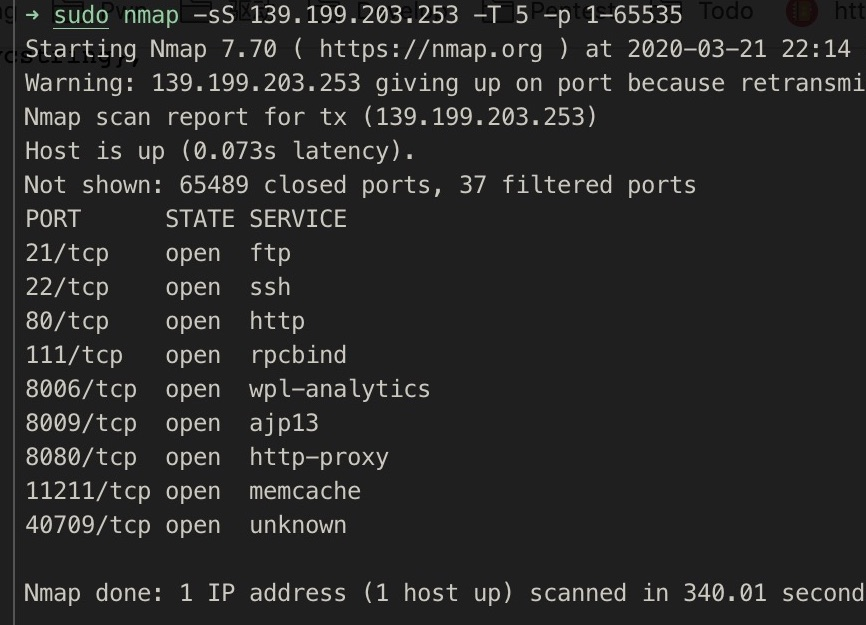 ➜ sudo nmap -sS 139.199.203.253 -T 5 -p 1-65535
Starting Nmap 7.70 ( https://nmap.org ) at 2020-03-21 22:14
Warning: 139.199.203.253 giving up on port because retransmi
Nmap scan report for tx (139.199.203.253)
Host is up (0.073s latency).
Not shown: 65489 closed ports, 37 filtered ports
PORT STATE SERVICE
21/tcp open ftp
22/tcp open ssh
80/tcp open http
111/tcp open rpcbind
8006/tcp open wpl-analytics
8009/tcp open ajp13
8080/tcp open http-proxy
11211/tcp open memcache
40709/tcp open unknown
Nmap done: 1 IP address (1 host up) scanned in 340.01 second